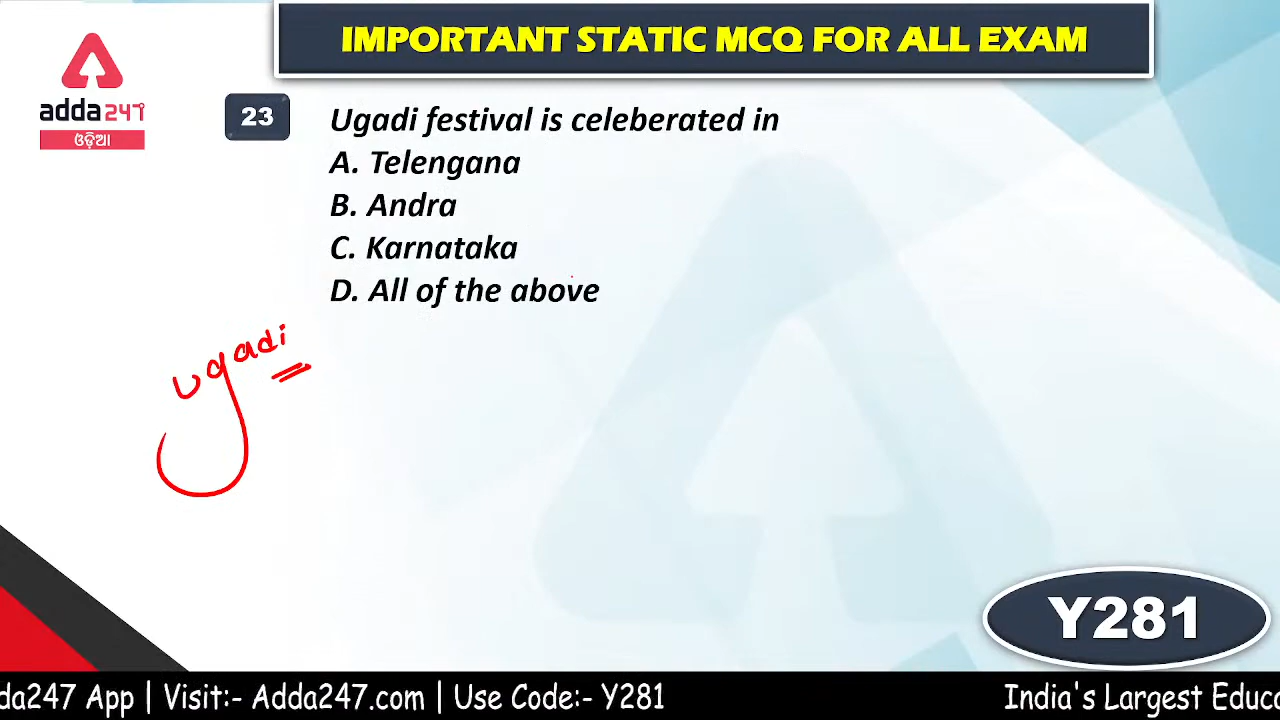 IMPORTANT STATIC MCQ FOR ALL EXAM
adda247
ଓଡ଼ିଆ
23
Ugadi festival is celeberated in
A. Telengana
B. Andra
C. Karnataka
D. All of the above
ugadi
Y281
da247 App | Visit:- Adda247.com | Use Code:- Y281
India's Largest Educa